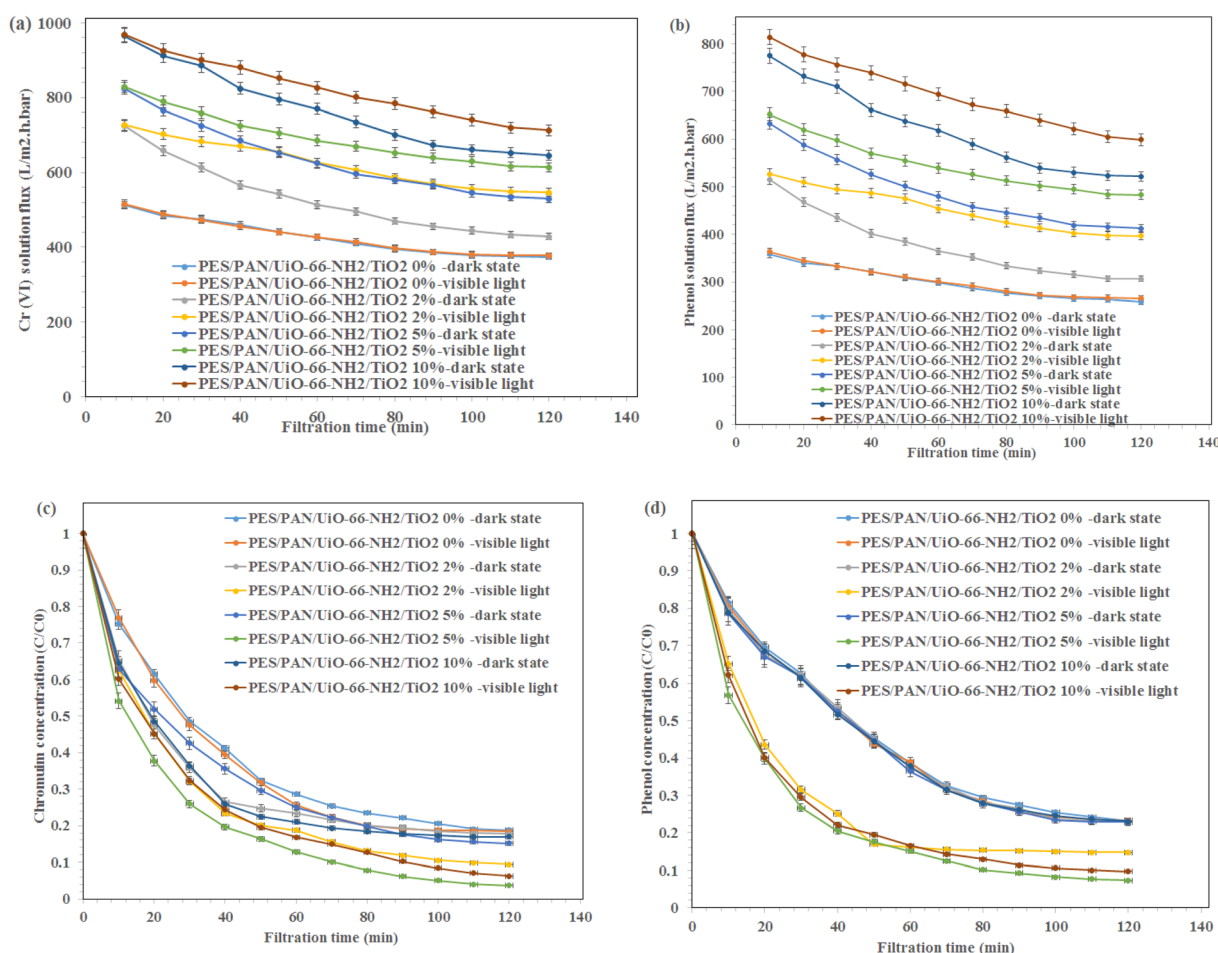 (a)
1000
800
600
400
200
0
Cr (VI) solution flux (L/m2.h.bar)
PES/PAN/UiO-66-NH2/TiO2 0% -dark state
PES/PAN/UiO-66-NH2/TiO2 0%-visible light
PES/PAN/UiO-66-NH2/TiO2 2%-dark state
PES/PAN/UiO-66-NH2/TiO2 2%-visible light
PES/PAN/UiO-66-NH2/TiO2 5%-dark state
PES/PAN/UiO-66-NH2/TiO2 5%-visible light
PES/PAN/UiO-66-NH2/TiO2 10%-dark state
PES/PAN/UiO-66-NH2/TiO2 10%-visible light
0 20 40 60 80 100 120 140
Filtration time (min)
(b)
800
700
600
500
400
300
200
100
0
Phenol solution flux (L/m2.h.bar)
PES/PAN/UiO-66-NH2/TiO2 0% -dark state
PES/PAN/UiO-66-NH2/TiO2 0%-visible light
PES/PAN/UiO-66-NH2/TiO2 2%-dark state
PES/PAN/UiO-66-NH2/TiO2 2%-visible light
PES/PAN/UiO-66-NH2/TiO2 5%-dark state
PES/PAN/UiO-66-NH2/TiO2 5%-visible light
PES/PAN/UiO-66-NH2/TiO2 10%-dark state
PES/PAN/UiO-66-NH2/TiO2 10%-visible light
0 20 40 60 80 100 120 140
Filtration time (min)
(c)
1
0.9
0.8
0.7
0.6
0.5
0.4
0.3
0.2
0.1
0
Chromuim concentration (C/C0)
PES/PAN/UiO-66-NH2/TiO2 0% -dark state
PES/PAN/UiO-66-NH2/TiO2 0% -visible light
PES/PAN/UiO-66-NH2/TiO2 2% -dark state
PES/PAN/UiO-66-NH2/TiO2 2% -visible light
PES/PAN/UiO-66-NH2/TiO2 5% -dark state
PES/PAN/UiO-66-NH2/TiO2 5% -visible light
PES/PAN/UiO-66-NH2/TiO2 10% -dark state
PES/PAN/UiO-66-NH2/TiO2 10% -visible light
0 20 40 60 80 100 120 140
Filtration time (min)
(d)
1
0.9
0.8
0.7
0.6
0.5
0.4
0.3
0.2
0.1
0
Phenol concentration (C/C0)
PES/PAN/UiO-66-NH2/TiO2 0% -dark state
PES/PAN/UiO-66-NH2/TiO2 0% -visible light
PES/PAN/UiO-66-NH2/TiO2 2% -dark state
PES/PAN/UiO-66-NH2/TiO2 2% -visible light
PES/PAN/UiO-66-NH2/TiO2 5% -dark state
PES/PAN/UiO-66-NH2/TiO2 5% -visible light
PES/PAN/UiO-66-NH2/TiO2 10% -dark state
PES/PAN/UiO-66-NH2/TiO2 10% -visible light
0 20 40 60 80 100 120 140
Filtration time (min)